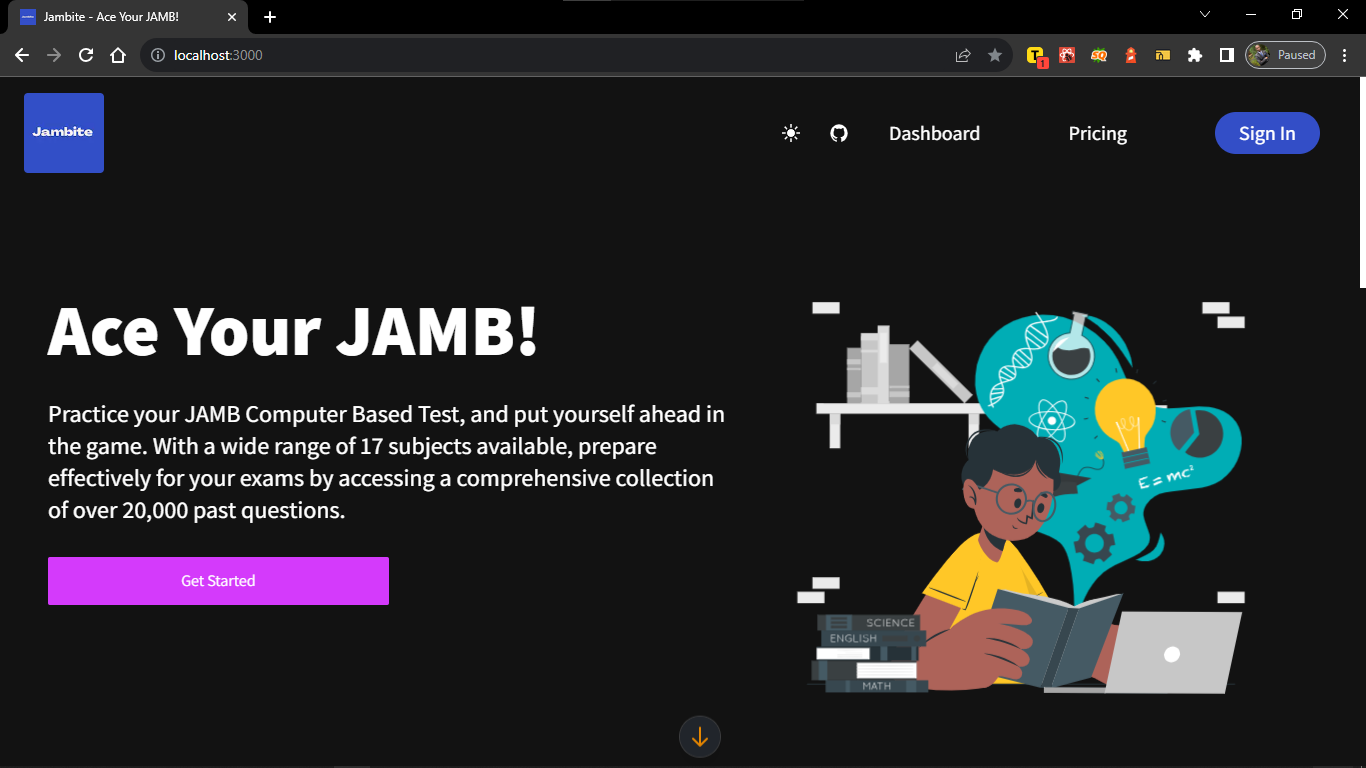 Jambite - Ace Your JAMB!
localhost:3000
1
Paused
Jambite
Dashboard
Pricing
Sign In
Ace Your JAMB!
Practice your JAMB Computer Based Test, and put yourself ahead in
the game. With a wide range of 17 subjects available, prepare
effectively for your exams by accessing a comprehensive collection
of over 20,000 past questions.
Get Started
E = mc²
SCIENCE
ENGLISH
MATH